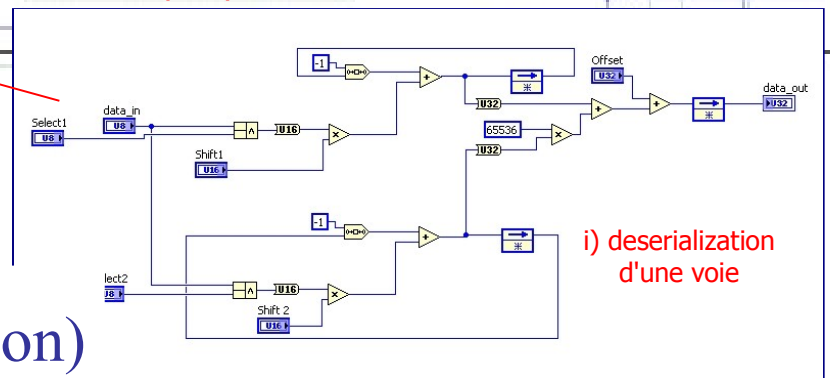 -1
Offset
U32
data_out
U32
U32
data_in
U8
Select1
U8
U16
65536
Shift1
U16
U32
-1
i) deserialization
d'une voie
lect2
U8
U16
Shift 2
U16
on)